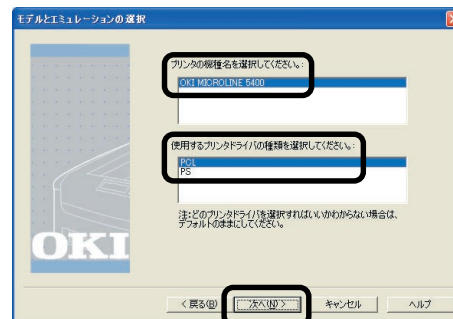 モデルとエミュレーションの選択
プリンタの機種名を選択してください。:
OKI MICROLINE 5400
使用するプリンタドライバの種類を選択してください。:
PCL
PS
注:どのプリンタドライバを選択すればいいかわからない場合は、
デフォルトのままにしてください。
OKI
< 戻る(B)
次へ(N) >
キャンセル
ヘルプ